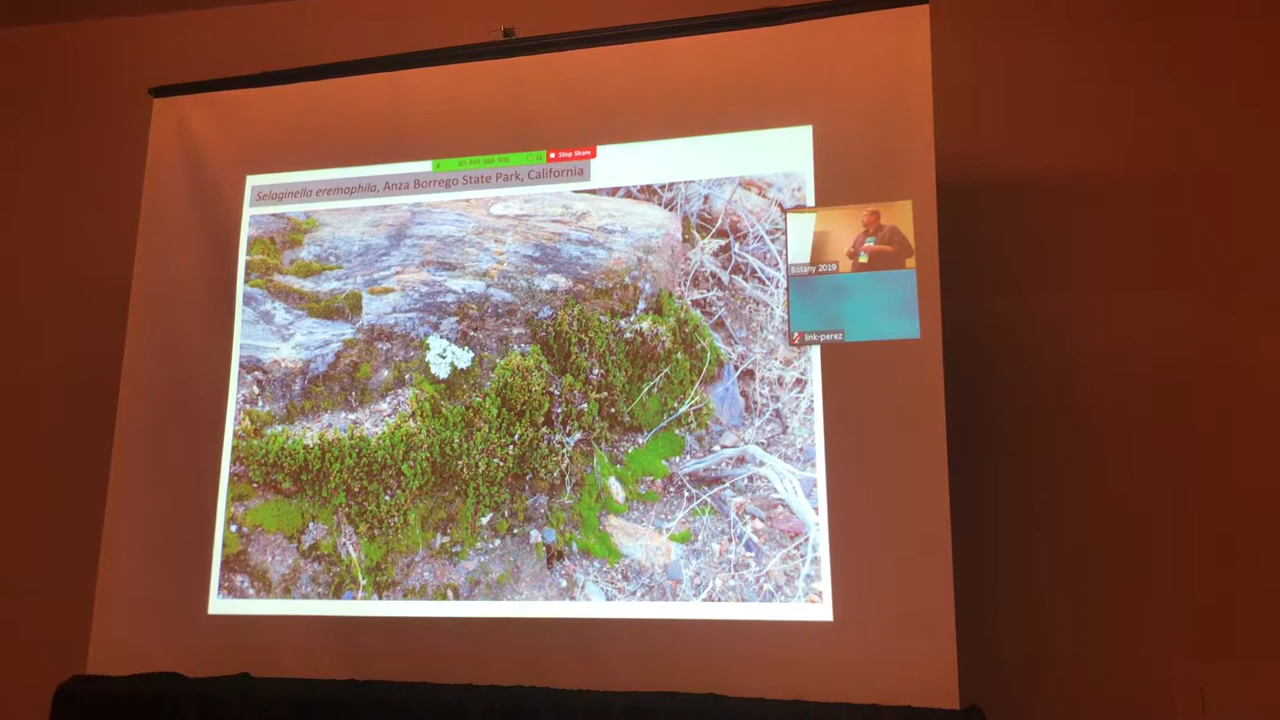 Stop Share
Selaginella eremophila, Anza Borrego State Park, California
Botany 2019
link-perez